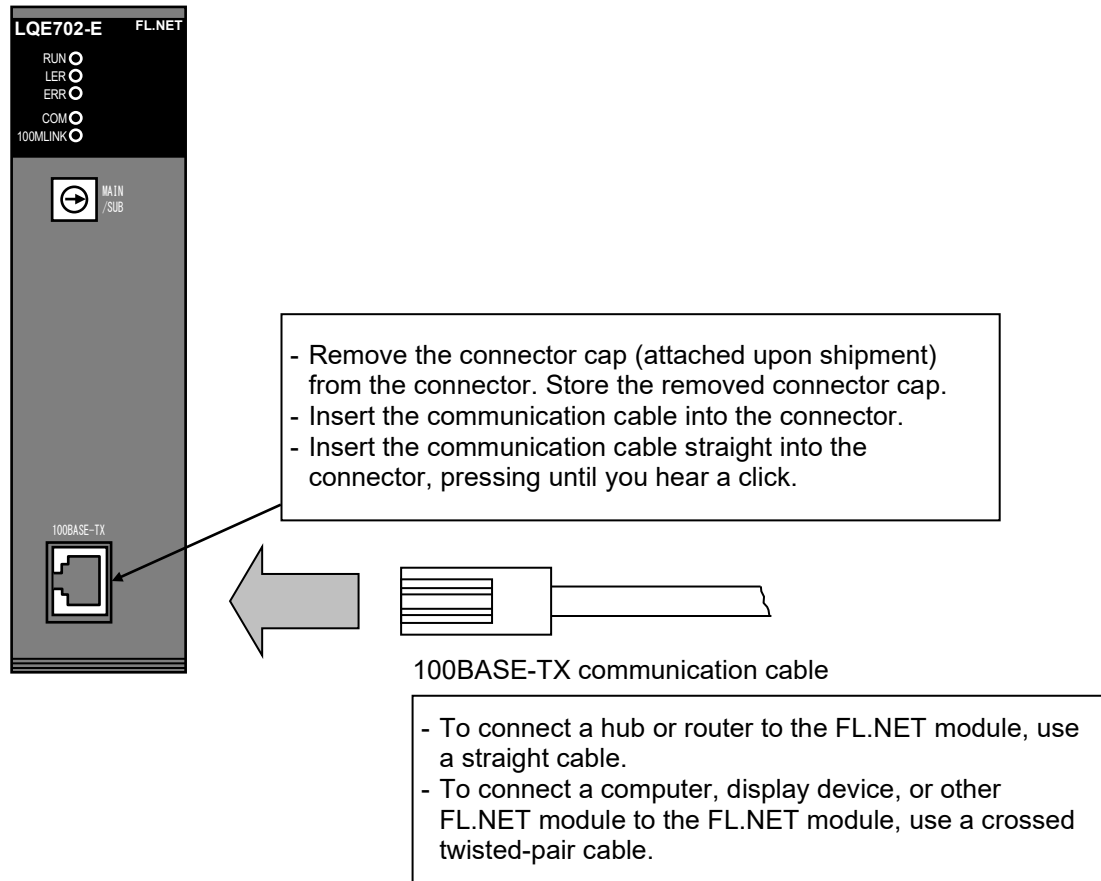 LQE702-E FL.NET
RUN
LER
ERR
COM
100MLINK
MAIN
/SUB
- Remove the connector cap (attached upon shipment)
from the connector. Store the removed connector cap.
- Insert the communication cable into the connector.
- Insert the communication cable straight into the
connector, pressing until you hear a click.
100BASE-TX
100BASE-TX communication cable
- To connect a hub or router to the FL.NET module, use
a straight cable.
- To connect a computer, display device, or other
FL.NET module to the FL.NET module, use a crossed
twisted-pair cable.